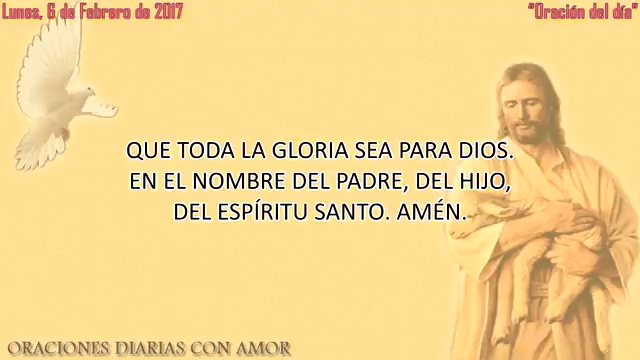 Lunes, 6 de Febrero de 2017
"Oración del día"
QUE TODA LA GLORIA SEA PARA DIOS.
EN EL NOMBRE DEL PADRE, DEL HIJO,
DEL ESPÍRITU SANTO. AMÉN.
ORACIONES DIARIAS CON AMOR